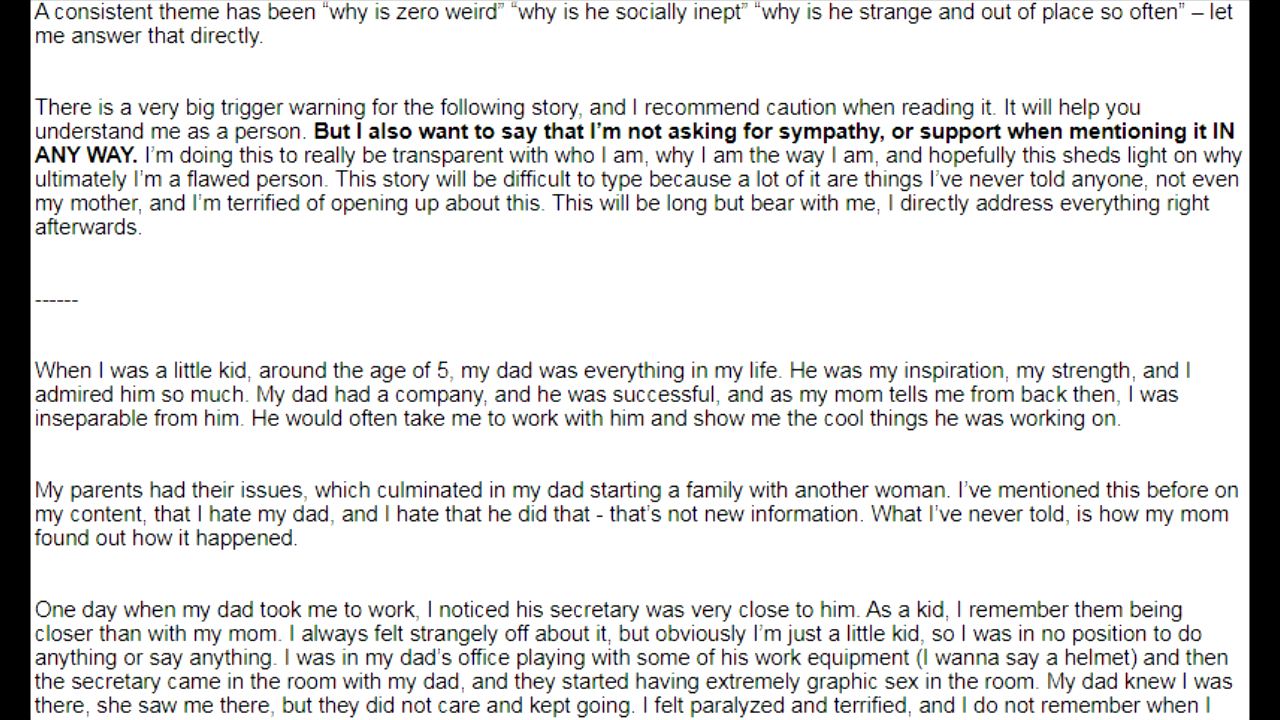 A consistent theme has been “why is zero weird” “why is he socially inept” “why is he strange and out of place so often” – let
me answer that directly.
There is a very big trigger warning for the following story, and I recommend caution when reading it. It will help you
understand me as a person. But I also want to say that I’m not asking for sympathy, or support when mentioning it IN
ANY WAY. I’m doing this to really be transparent with who I am, why I am the way I am, and hopefully this sheds light on why
ultimately I’m a flawed person. This story will be difficult to type because a lot of it are things I’ve never told anyone, not even
my mother, and I’m terrified of opening up about this. This will be long but bear with me, I directly address everything right
afterwards.
------
When I was a little kid, around the age of 5, my dad was everything in my life. He was my inspiration, my strength, and I
admired him so much. My dad had a company, and he was successful, and as my mom tells me from back then, I was
inseparable from him. He would often take me to work with him and show me the cool things he was working on.
My parents had their issues, which culminated in my dad starting a family with another woman. I’ve mentioned this before on
my content, that I hate my dad, and I hate that he did that - that’s not new information. What I’ve never told, is how my mom
found out how it happened.
One day when my dad took me to work, I noticed his secretary was very close to him. As a kid, I remember them being
closer than with my mom. I always felt strangely off about it, but obviously I’m just a little kid, so I was in no position to do
anything or say anything. I was in my dad’s office playing with some of his work equipment (I wanna say a helmet) and then
the secretary came in the room with my dad, and they started having extremely graphic sex in the room. My dad knew I was
there, she saw me there, but they did not care and kept going. I felt paralyzed and terrified, and I do not remember when I